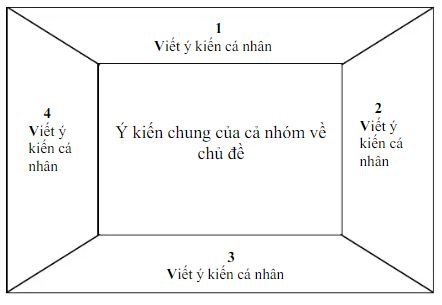 1
Viết ý kiến cá nhân
4
Viết ý
kiến cá
nhân
Ý kiến chung của cả nhóm về
chủ đề
2
Viết ý
kiến cá
nhân
3
Viết ý kiến cá nhân